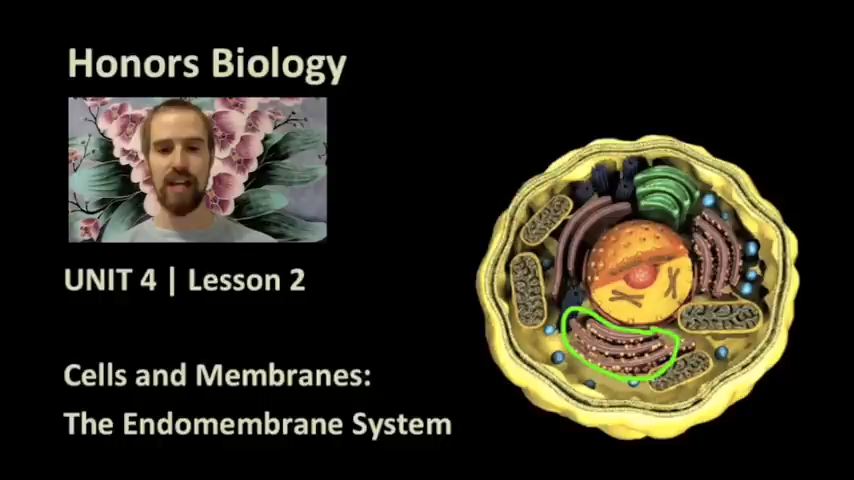 Honors Biology
UNIT 4 | Lesson 2
Cells and Membranes:
The Endomembrane System